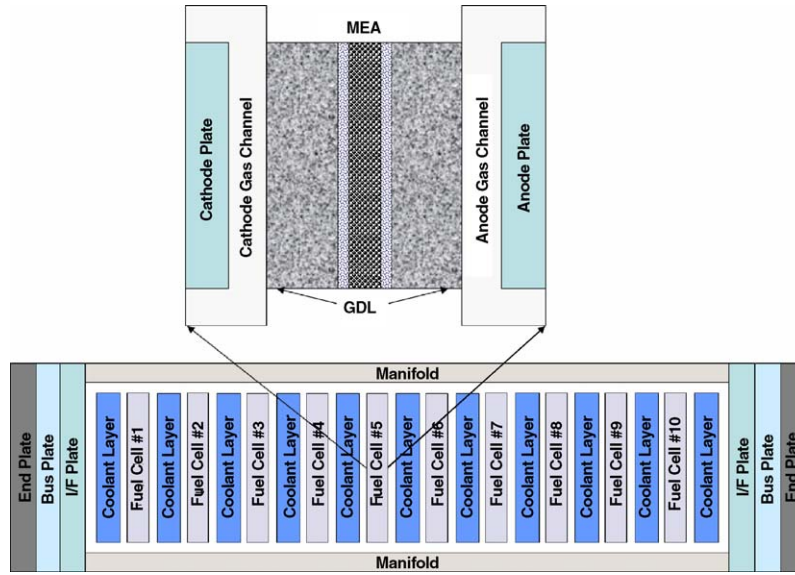 MEA
Cathode Plate
Cathode Gas Channel
Anode Gas Channel
Anode Plate
GDL
Manifold
End Plate
Bus Plate
I/F Plate
Coolant Layer
Fuel Cell #1
Coolant Layer
Fuel Cell #2
Coolant Layer
Fuel Cell #3
Coolant Layer
Fuel Cell #4
Coolant Layer
Fuel Cell #5
Coolant Layer
Fuel Cell #6
Coolant Layer
Fuel Cell #7
Coolant Layer
Fuel Cell #8
Coolant Layer
Fuel Cell #9
Coolant Layer
Fuel Cell #10
Coolant Layer
I/F Plate
Bus Plate
End Plate
Manifold